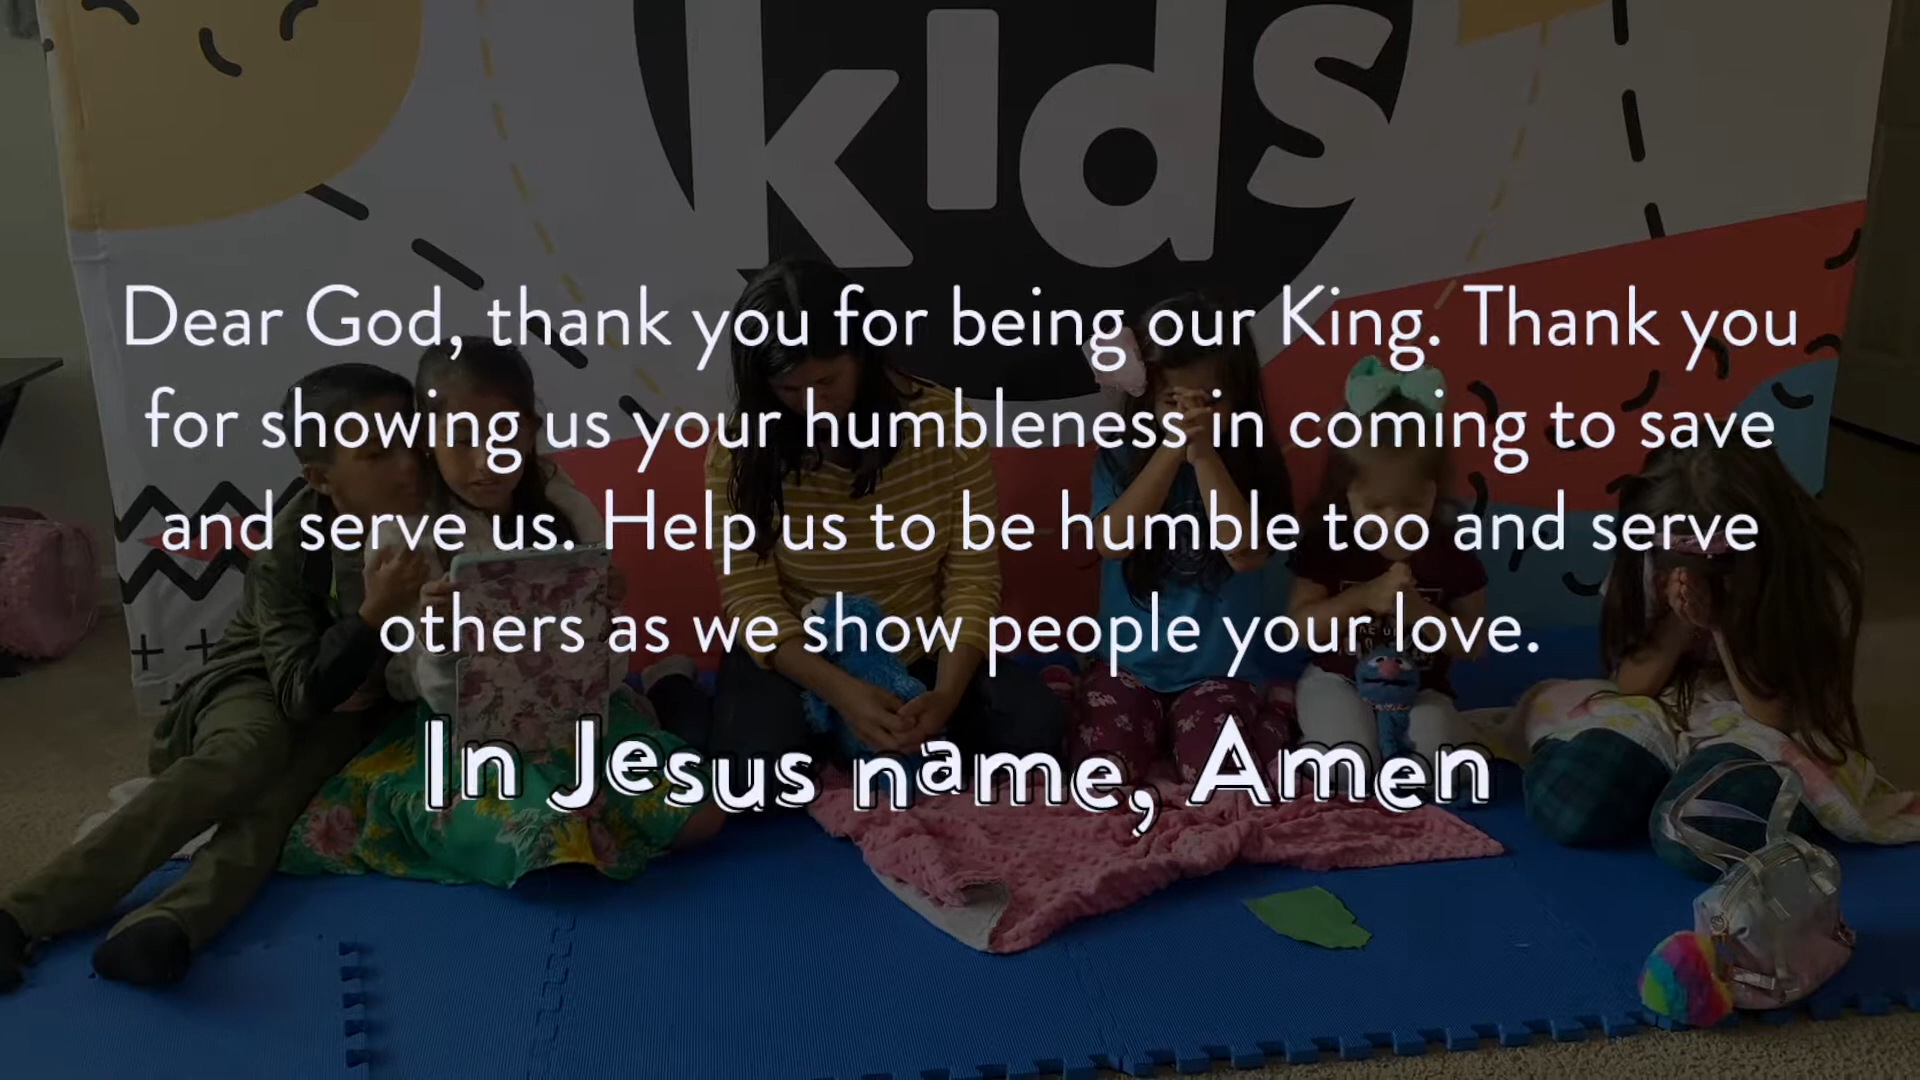 kids
Dear God, thank you for being our King. Thank you
for showing us your humbleness in coming to save
and serve us. Help us to be humble too and serve
others as we show people your love.
In Jesus name, Amen